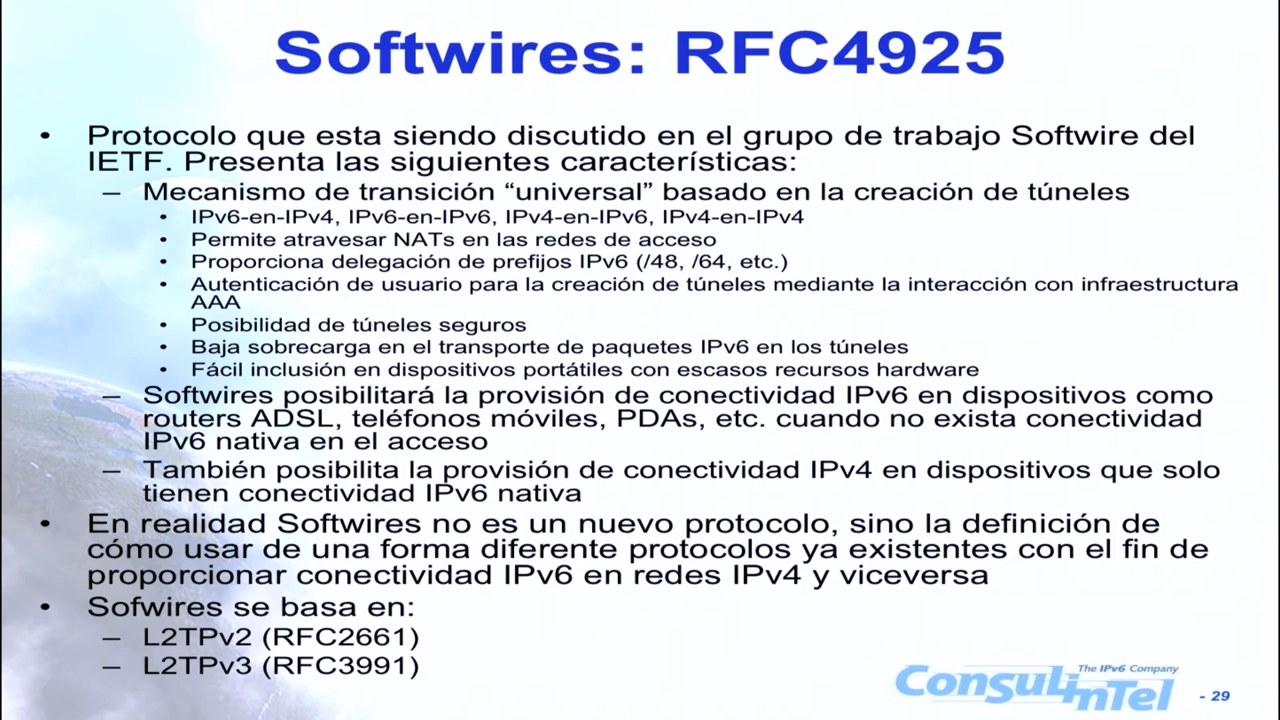 Softwires: RFC4925
• Protocolo que esta siendo discutido en el grupo de trabajo Softwire del
IETF. Presenta las siguientes características:
– Mecanismo de transición “universal” basado en la creación de túneles
• IPv6-en-IPv4, IPv6-en-IPv6, IPv4-en-IPv6, IPv4-en-IPv4
• Permite atravesar NATs en las redes de acceso
• Proporciona delegación de prefijos IPv6 (/48, /64, etc.)
• Autenticación de usuario para la creación de túneles mediante la interacción con infraestructura
AAA
• Posibilidad de túneles seguros
• Baja sobrecarga en el transporte de paquetes IPv6 en los túneles
• Fácil inclusión en dispositivos portátiles con escasos recursos hardware
– Softwires posibilitará la provisión de conectividad IPv6 en dispositivos como
routers ADSL, teléfonos móviles, PDAs, etc. cuando no exista conectividad
IPv6 nativa en el acceso
– También posibilita la provisión de conectividad IPv4 en dispositivos que solo
tienen conectividad IPv6 nativa
• En realidad Softwires no es un nuevo protocolo, sino la definición de
cómo usar de una forma diferente protocolos ya existentes con el fin de
proporcionar conectividad IPv6 en redes IPv4 y viceversa
• Sofwires se basa en:
– L2TPv2 (RFC2661)
– L2TPv3 (RFC3991)
The IPv6 Company
ConsulinTel
- 29